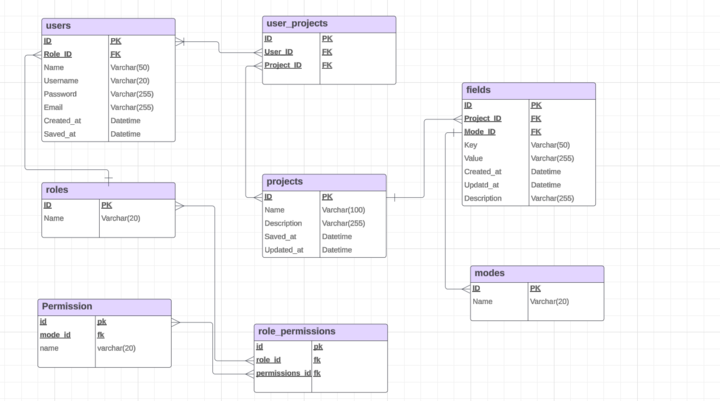 users
ID PK
Role_ID FK
Name Varchar(50)
Username Varchar(20)
Password Varchar(255)
Email Varchar(255)
Created_at Datetime
Saved_at Datetime
user_projects
ID PK
User_ID FK
Project_ID FK
fields
ID PK
Project_ID FK
Mode_ID FK
Key Varchar(50)
Value Varchar(255)
Created_at Datetime
Updatd_at Datetime
Description Varchar(255)
roles
ID PK
Name Varchar(20)
projects
ID PK
Name Varchar(100)
Description Varchar(255)
Saved_at Datetime
Updated_at Datetime
modes
ID PK
Name Varchar(20)
Permission
id pk
mode_id fk
name varchar(20)
role_permissions
id pk
role_id fk
permissions_id fk